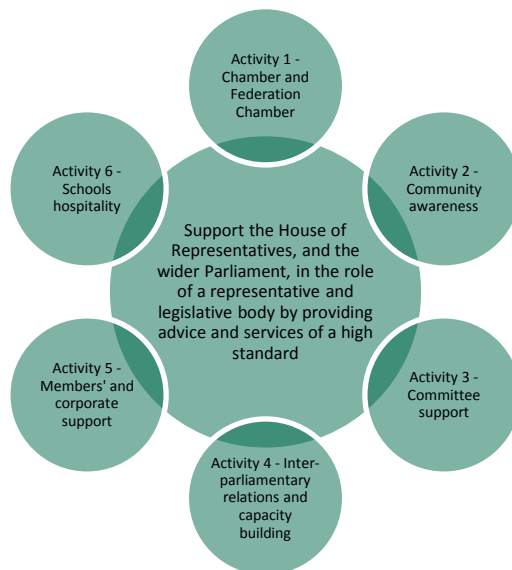 Activity 1 -
Chamber and
Federation
Chamber
Activity 2 -
Community
awareness
Activity 3 -
Committee
support
Activity 4 - Inter-
parliamentary
relations and
capacity
building
Activity 5 -
Members' and
corporate
support
Activity 6 -
Schools
hospitality
Support the House of
Representatives, and the
wider Parliament, in the role
of a representative and
legislative body by providing
advice and services of a high
standard